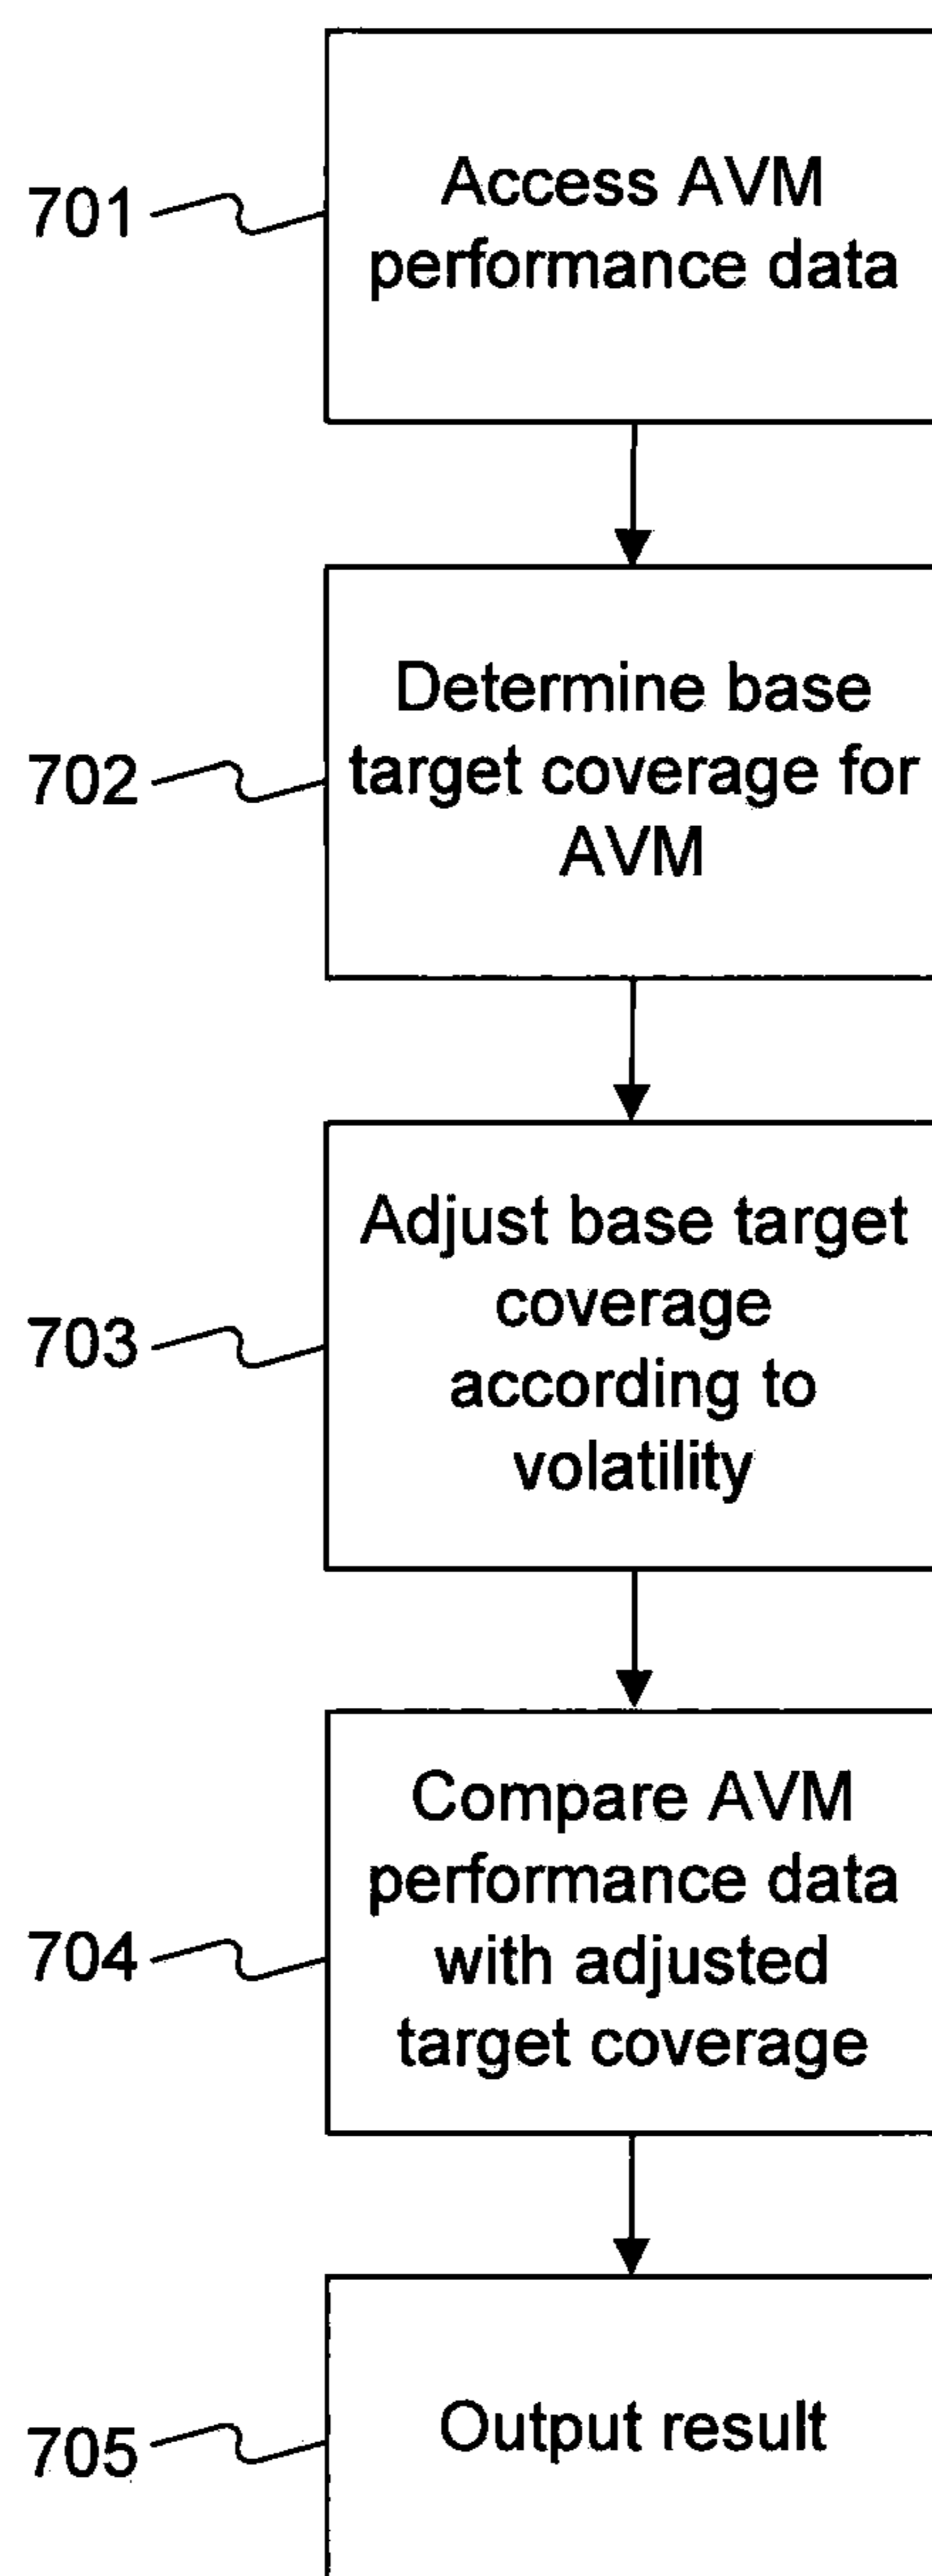 701
Access AVM
performance data
702
Determine base
target coverage for
AVM
703
Adjust base target
coverage
according to
volatility
704
Compare AVM
performance data
with adjusted
target coverage
705
Output result